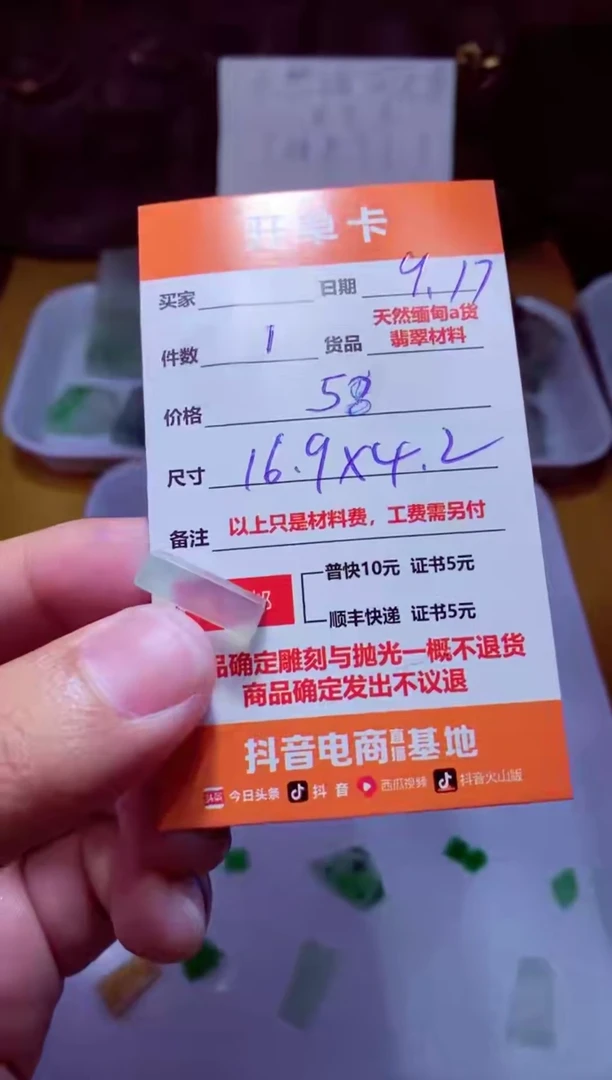 开单卡
买家 日期 9.17
件数 1 货品 天然缅甸a货
翡翠材料
价格 58
尺寸 16.9×4.2
备注 以上只是材料费，工费需另付
邮
普快10元 证书5元
顺丰快递 证书5元
品确定雕刻与抛光一概不退货
商品确定发出不议退
抖音电商直播基地
头条 今日头条 抖音 西瓜视频 抖音火山版